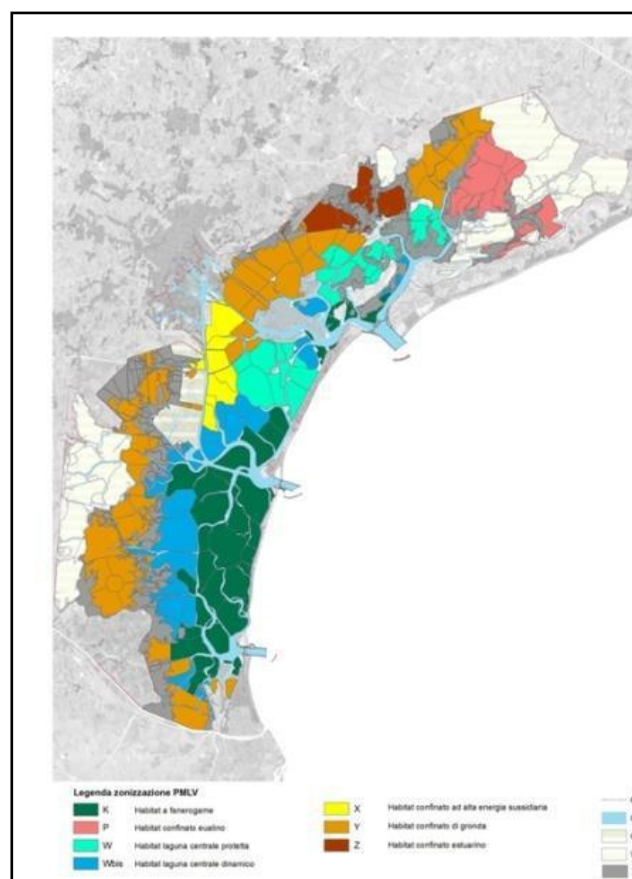 Legenda zonizzazione PMLV
K Habitat a fanerogame
P Habitat confinato eualino
W Habitat laguna centrale protetta
Wbis Habitat laguna centrale dinamico
X Habitat confinato ad alta energia sussidiaria
Y Habitat confinato di gronda
Z Habitat confinato estuarino